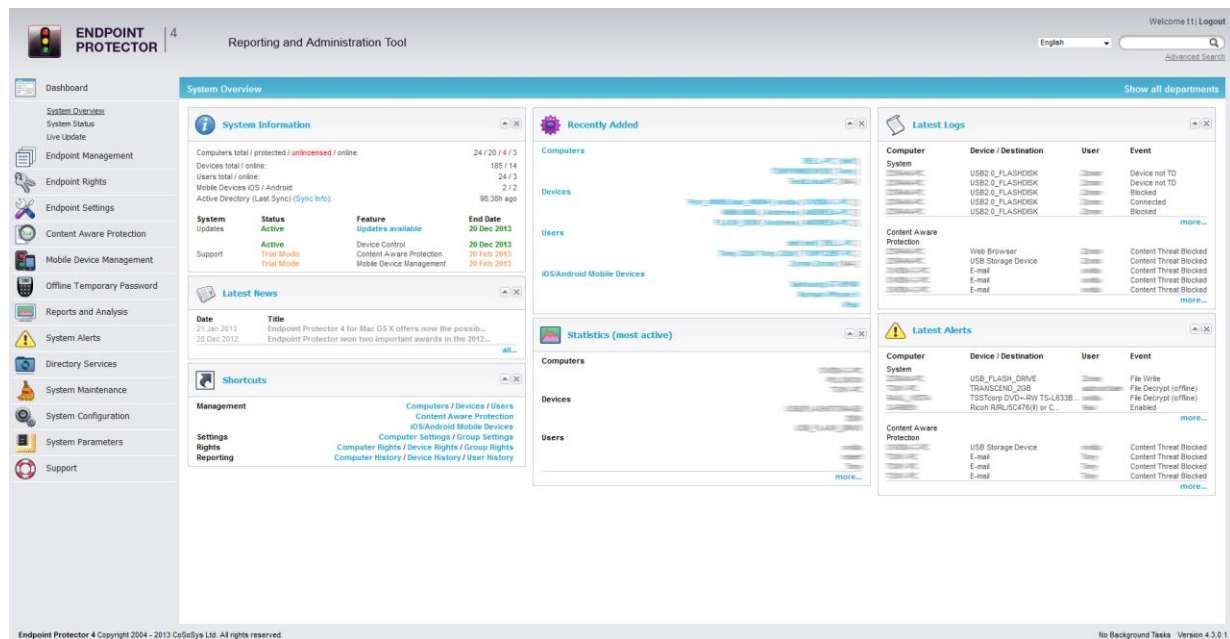 ENDPOINT PROTECTOR 4
Reporting and Administration Tool
Welcome tt| Logout
English
Advanced Search
Dashboard
System Overview
System Status
Live Update
Endpoint Management
Endpoint Rights
Endpoint Settings
Content Aware Protection
Mobile Device Management
Offline Temporary Password
Reports and Analysis
System Alerts
Directory Services
System Maintenance
System Configuration
System Parameters
Support
System Overview
Show all departments
System Information
Computers total / protected / unlincensed / online: 24 / 20 / 4 / 3
Devices total / online: 185 / 14
Users total / online: 24 / 3
Mobile Devices iOS / Android: 2 / 2
Active Directory (Last Sync) (Sync Info): 98:38h ago
System Status Feature End Date
Updates Active Updates available 20 Dec 2013
Active Device Control 20 Dec 2013
Support Trial Mode Content Aware Protection 20 Feb 2013
Trial Mode Mobile Device Management 20 Feb 2013
Latest News
Date Title
21 Jan 2013 Endpoint Protector 4 for Mac OS X offers now the possib...
20 Dec 2012 Endpoint Protector won two important awards in the 2012...
all...
Shortcuts
Management Computers / Devices / Users
Content Aware Protection
iOS/Android Mobile Devices
Settings Computer Settings / Group Settings
Rights Computer Rights / Device Rights / Group Rights
Reporting Computer History / Device History / User History
Recently Added
Computers
Devices
Users
iOS/Android Mobile Devices
Statistics (most active)
Computers
Devices
Users
more...
Latest Logs
Computer Device / Destination User Event
System
USB2.0_FLASHDISK Device not TD
USB2.0_FLASHDISK Device not TD
USB2.0_FLASHDISK Blocked
USB2.0_FLASHDISK Connected
USB2.0_FLASHDISK Blocked
more...
Content Aware
Protection
Web Browser Content Threat Blocked
USB Storage Device Content Threat Blocked
E-mail Content Threat Blocked
E-mail Content Threat Blocked
E-mail Content Threat Blocked
more...
Latest Alerts
Computer Device / Destination User Event
System
USB_FLASH_DRIVE File Write
TRANSCEND_2GB File Decrypt (offline)
TSSTcorp DVD+-RW TS-L633B... File Decrypt (offline)
Ricoh R/RL/5C476(II) or C... Enabled
more...
Content Aware
Protection
USB Storage Device Content Threat Blocked
E-mail Content Threat Blocked
E-mail Content Threat Blocked
E-mail Content Threat Blocked
more...
Endpoint Protector 4 Copyright 2004 - 2013 CoSoSys Ltd. All rights reserved.
No Background Tasks Version 4.3.0.1